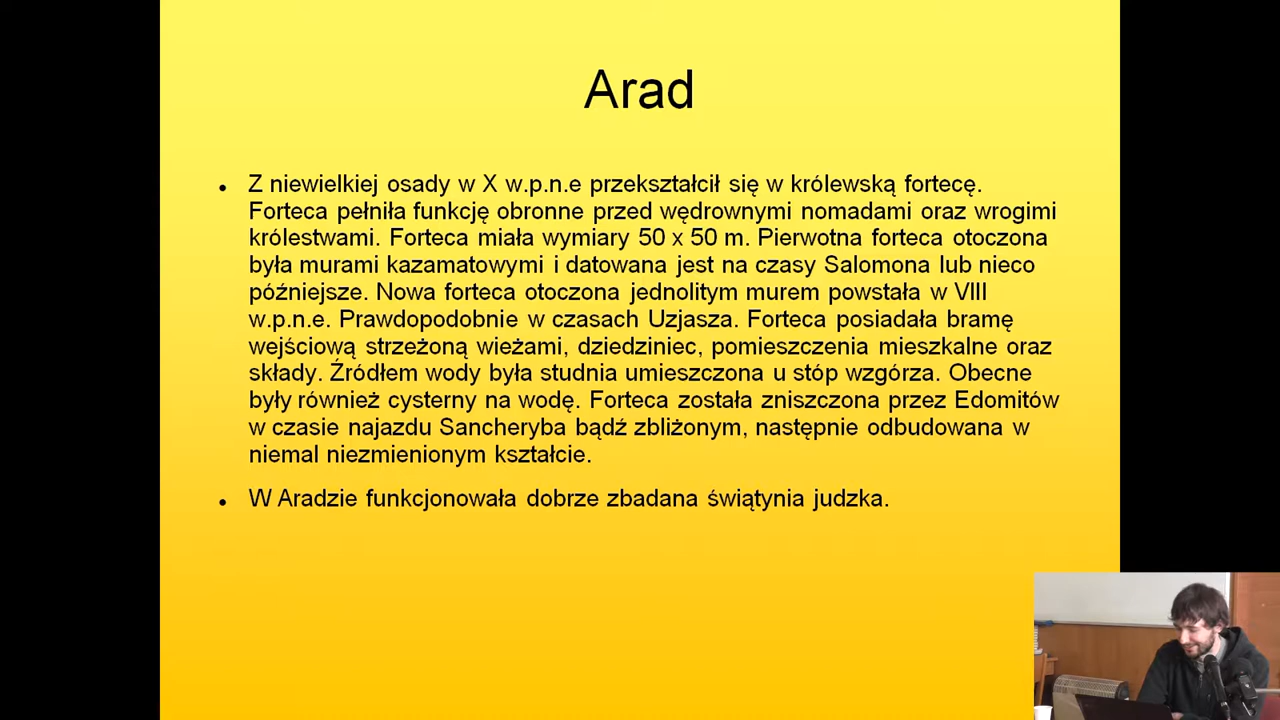 Arad
Z niewielkiej osady w X w.p.n.e przekształcił się w królewską fortecę.
Forteca pełniła funkcję obronne przed wędrownymi nomadami oraz wrogimi
królestwami. Forteca miała wymiary 50 x 50 m. Pierwotna forteca otoczona
była murami kazamatowymi i datowana jest na czasy Salomona lub nieco
późniejsze. Nowa forteca otoczona jednolitym murem powstała w VIII
w.p.n.e. Prawdopodobnie w czasach Uzjasza. Forteca posiadała bramę
wejściową strzeżoną wieżami, dziedziniec, pomieszczenia mieszkalne oraz
składy. Źródłem wody była studnia umieszczona u stóp wzgórza. Obecne
były również cysterny na wodę. Forteca została zniszczona przez Edomitów
w czasie najazdu Sancheryba bądź zbliżonym, następnie odbudowana w
niemal niezmienionym kształcie.
W Aradzie funkcjonowała dobrze zbadana świątynia judzka.